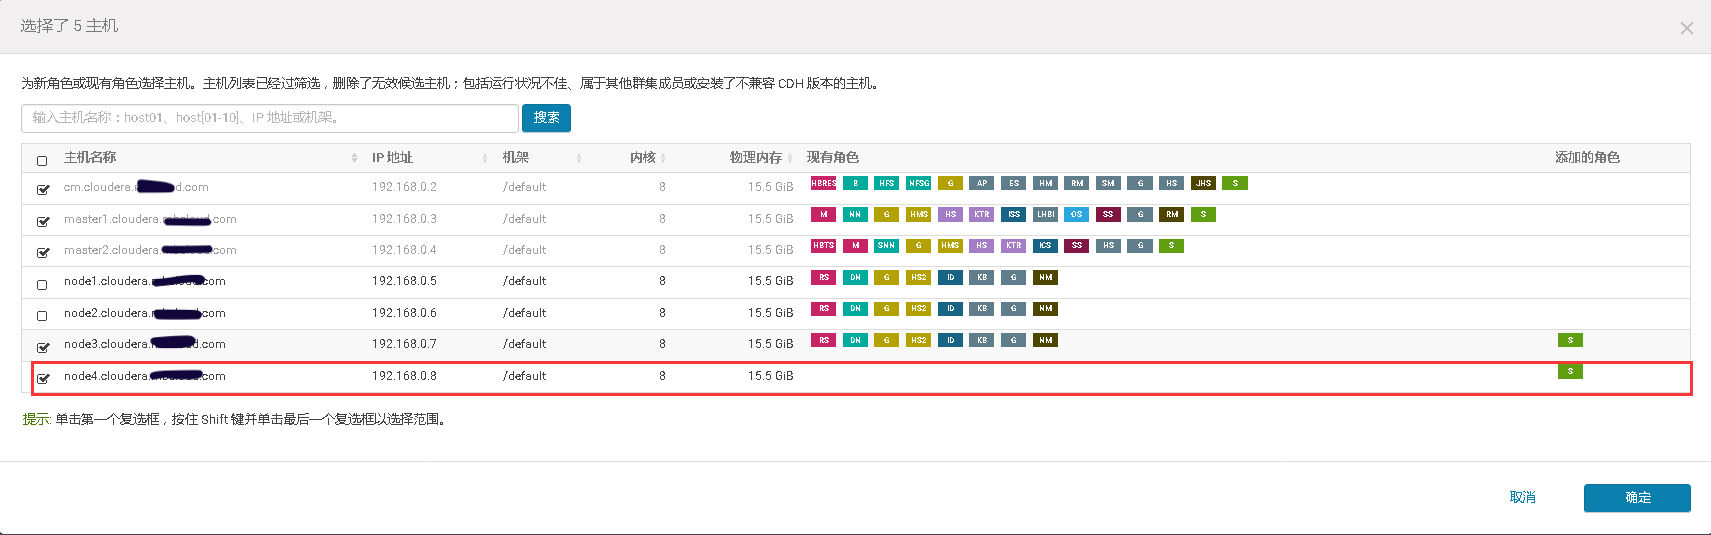 选择了 5 主机
为新角色或现有角色选择主机。主机列表已经过筛选，删除了无效候选主机；包括运行状况不佳、属于其他群集成员或安装了不兼容 CDH 版本的主机。
输入主机名称：host01、host[01-10]、IP 地址或机架。 搜索
主机名称 IP 地址 机架 内核 物理内存 现有角色 添加的角色
cm.cloudera. .com 192.168.0.2 /default 8 15.5 GiB HBRES B HFS NFSG G AP ES HM RM SM G HS JHS S
master1.cloudera. .com 192.168.0.3 /default 8 15.5 GiB M NN G HMS HS KTR ISS LHBI OS SS G RM S
master2.cloudera. .com 192.168.0.4 /default 8 15.5 GiB HBTS M SNN G HMS HS KTR ICS SS HS G S
node1.cloudera. .com 192.168.0.5 /default 8 15.5 GiB RS DN G HS2 ID KB G NM
node2.cloudera. .com 192.168.0.6 /default 8 15.5 GiB RS DN G HS2 ID KB G NM
node3.cloudera. .com 192.168.0.7 /default 8 15.5 GiB RS DN G HS2 ID KB G NM S
node4.cloudera. .com 192.168.0.8 /default 8 15.5 GiB S
提示: 单击第一个复选框，按住 Shift 键并单击最后一个复选框以选择范围。
取消 确定